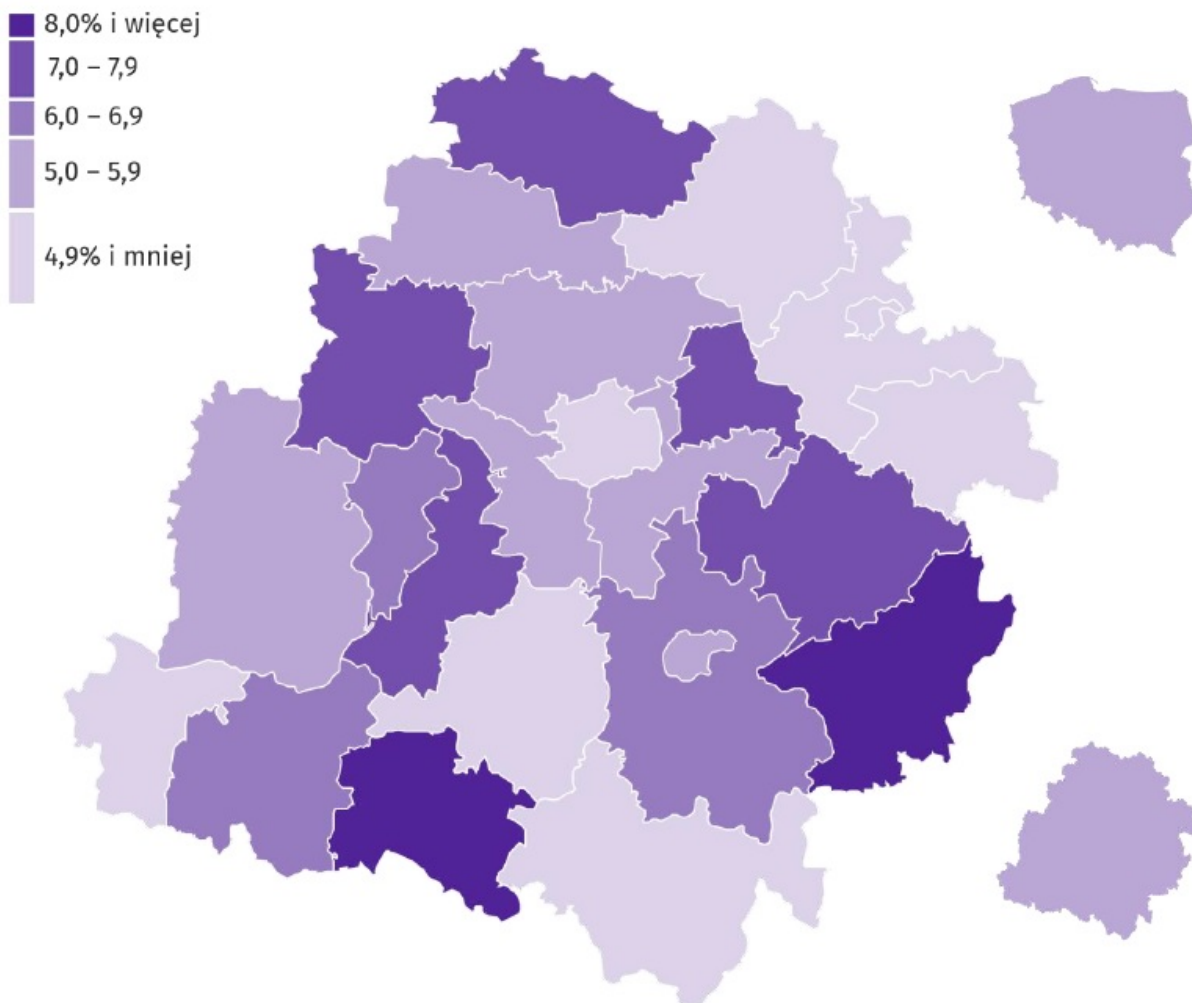 8,0% i więcej
7,0 – 7,9
6,0 – 6,9
5,0 – 5,9
4,9% i mniej